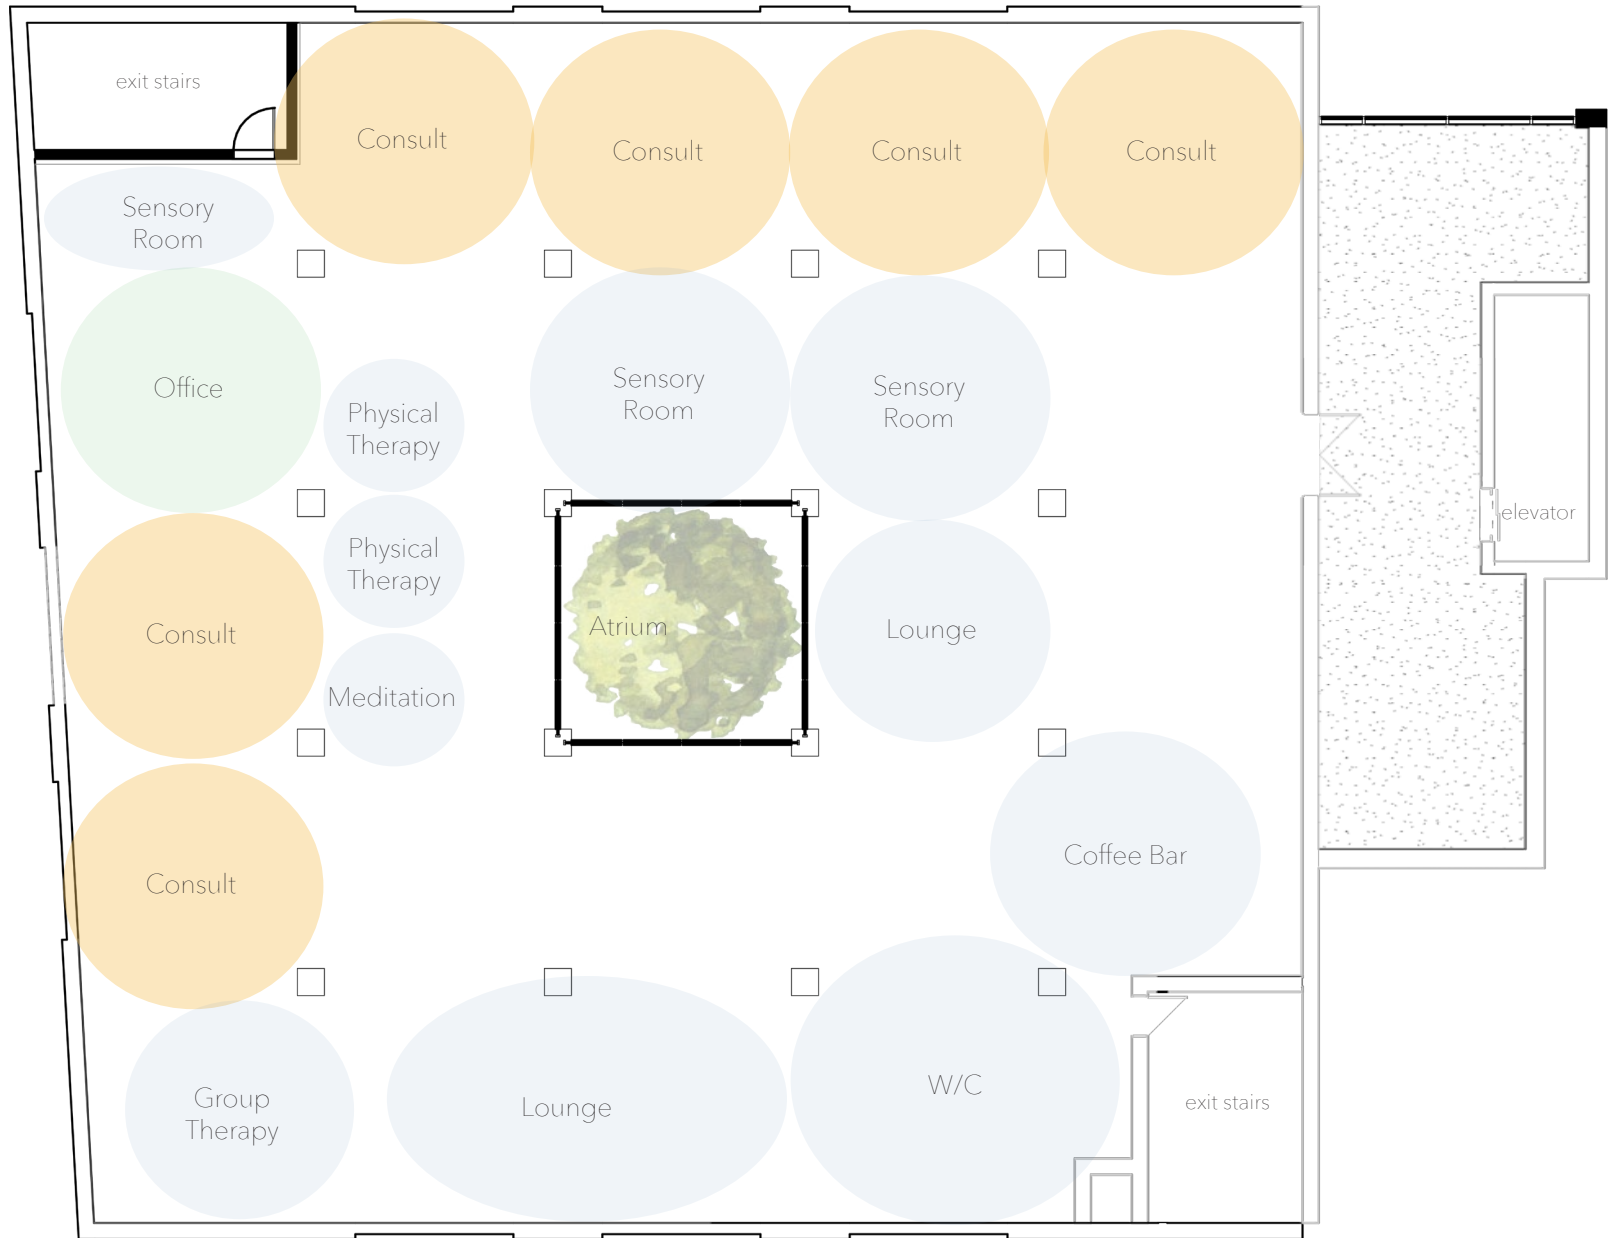 exit stairs
Consult
Consult
Consult
Consult
Sensory
Room
Office
Physical
Therapy
Sensory
Room
Sensory
Room
Physical
Therapy
elevator
Consult
Meditation
Atrium
Lounge
Consult
Coffee Bar
Group
Therapy
Lounge
W/C
exit stairs